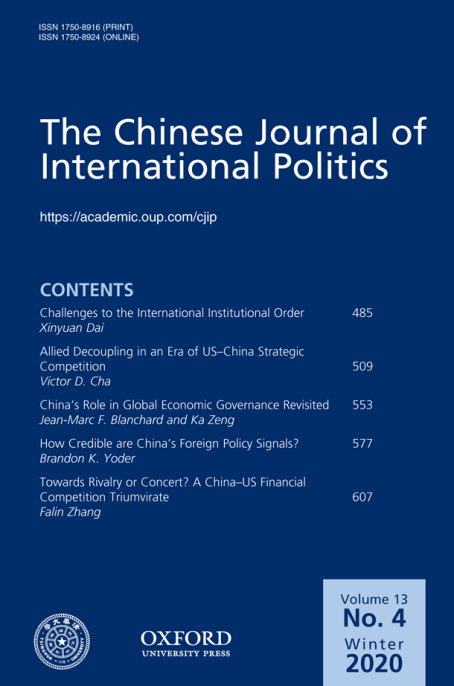 ISSN 1750-8916 (PRINT)
ISSN 1750-8924 (ONLINE)
The Chinese Journal of
International Politics
https://academic.oup.com/cjip
CONTENTS
Challenges to the International Institutional Order 485
Xinyuan Dai
Allied Decoupling in an Era of US–China Strategic
Competition 509
Victor D. Cha
China's Role in Global Economic Governance Revisited 553
Jean-Marc F. Blanchard and Ka Zeng
How Credible are China's Foreign Policy Signals? 577
Brandon K. Yoder
Towards Rivalry or Concert? A China–US Financial
Competition Triumvirate 607
Falin Zhang
OXFORD
UNIVERSITY PRESS
Volume 13
No. 4
Winter
2020